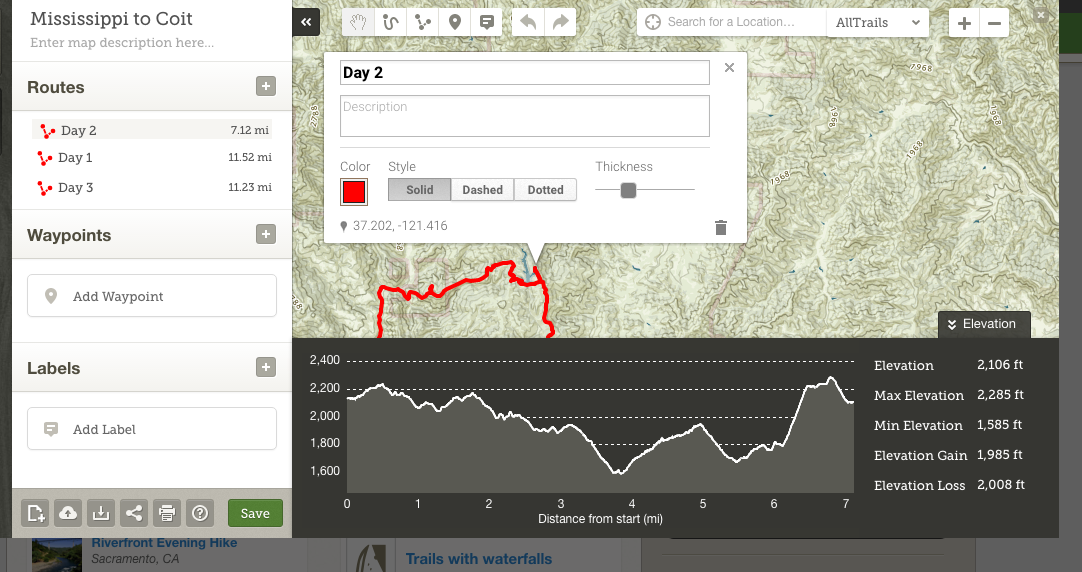 Mississippi to Coit
Enter map description here...
Routes
Day 2 7.12 mi
Day 1 11.52 mi
Day 3 11.23 mi
Waypoints
Add Waypoint
Labels
Add Label
Save
Search for a Location...
AllTrails
Day 2
Description
Color Style Thickness
Solid Dashed Dotted
37.202, -121.416
2788
7968
1968
8961
1968
1968
788
Elevation
2,400
2,200
2,000
1,800
1,600
0 1 2 3 4 5 6 7
Distance from start (mi)
Elevation 2,106 ft
Max Elevation 2,285 ft
Min Elevation 1,585 ft
Elevation Gain 1,985 ft
Elevation Loss 2,008 ft
Riverfront Evening Hike
Sacramento, CA
Trails with waterfalls